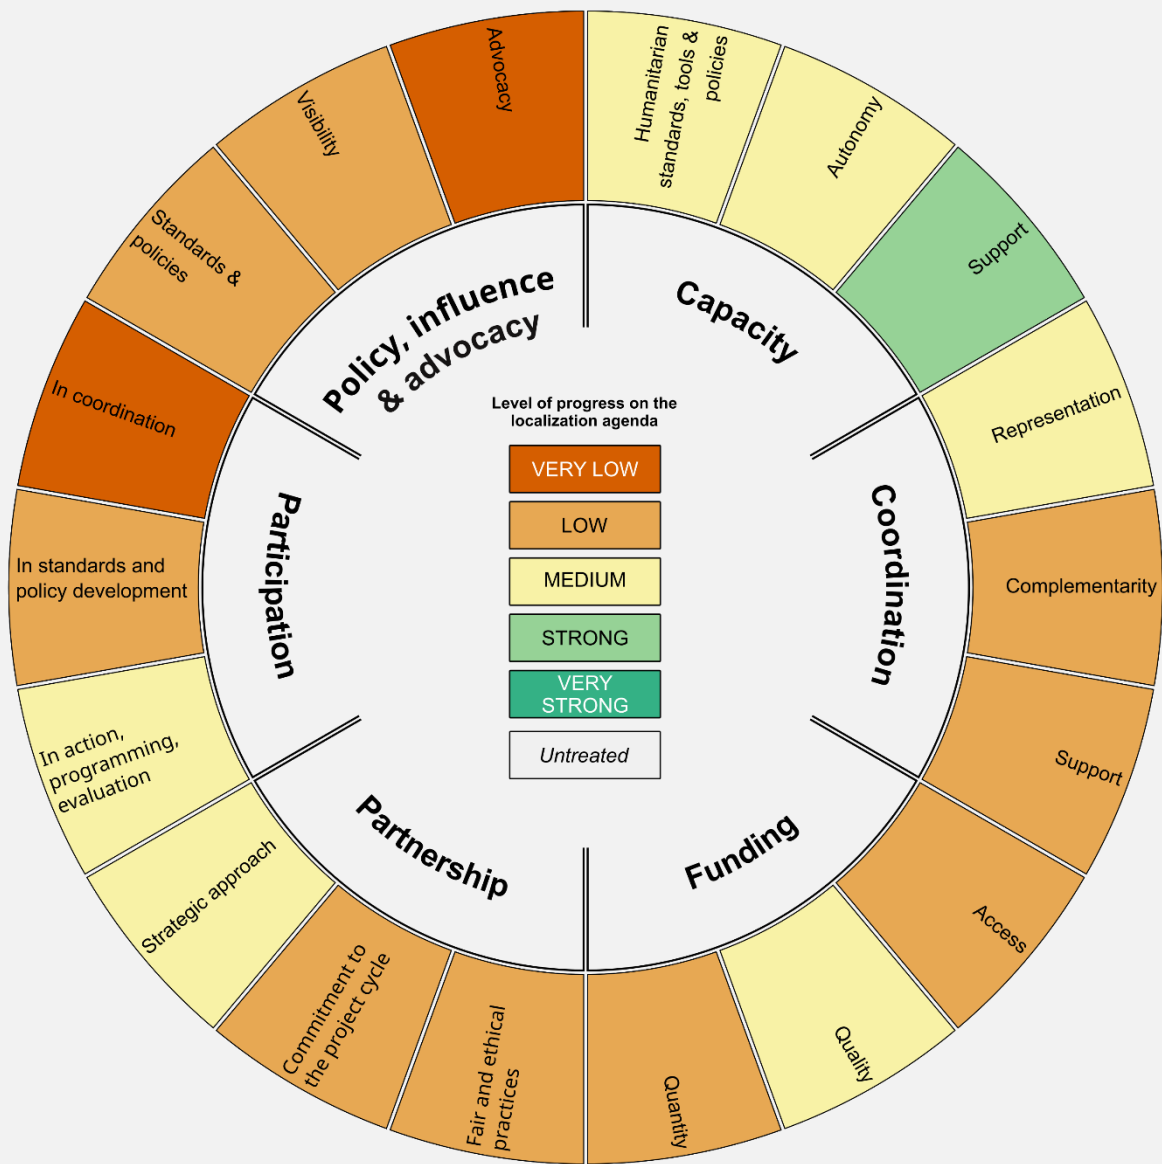 Advocacy
Humanitarian
standards, tools &
policies
Autonomy
Support
Representation
Complementarity
Support
Access
Quality
Quantity
Fair and ethical
practices
Commitment to
the project cycle
Strategic approach
In action,
programming,
evaluation
In standards and
policy development
In coordination
Standards &
policies
Visibility
Policy, influence
& advocacy
Capacity
Coordination
Funding
Partnership
Participation
Level of progress on the
localization agenda
VERY LOW
LOW
MEDIUM
STRONG
VERY
STRONG
Untreated